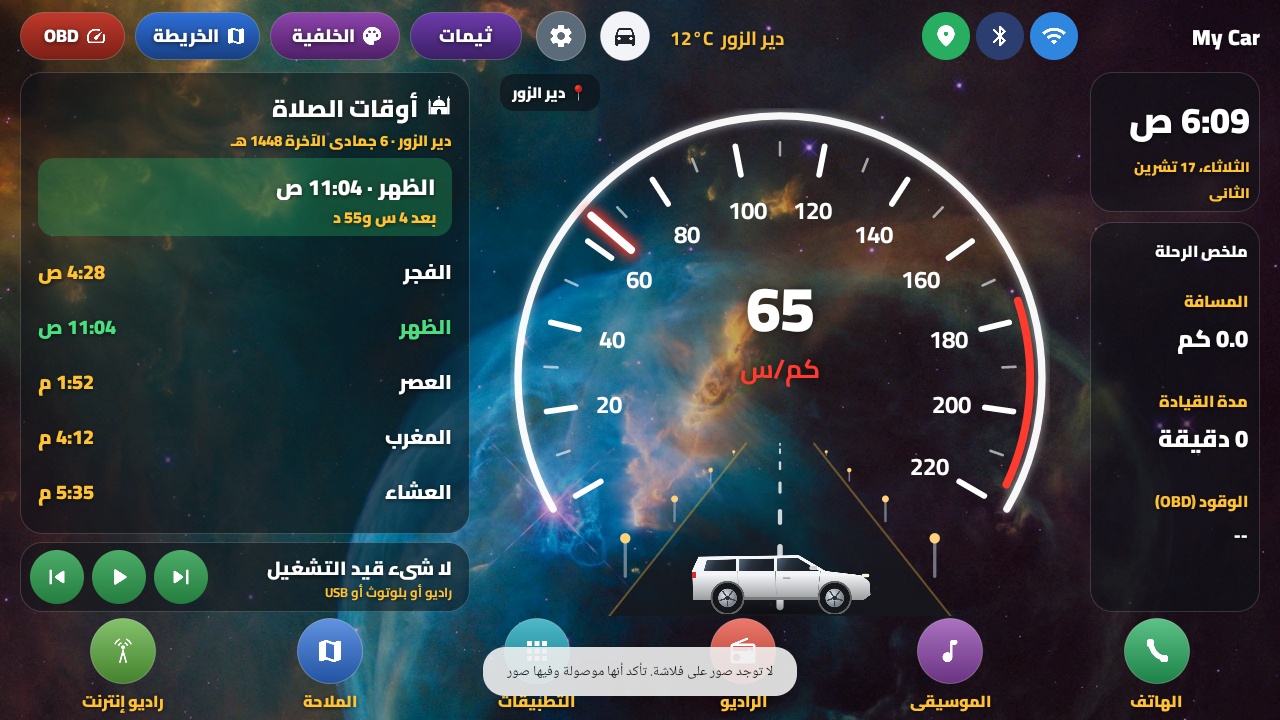 My Car
دير الزور 12°C
ثيمات
الخلفية
الخريطة
OBD
6:09 ص
الثلاثاء، 17 تشرين
الثاني
ملخص الرحلة
المسافة
0.0 كم
مدة القيادة
0 دقيقة
الوقود (OBD)
--
دير الزور
20
40
60
80
100
120
140
160
180
200
220
65
كم/س
أوقات الصلاة
دير الزور · 6 جمادى الآخرة 1448 هـ
الظهر · 11:04 ص
بعد 4 س و55 د
الفجر 4:28 ص
الظهر 11:04 ص
العصر 1:52 م
المغرب 4:12 م
العشاء 5:35 م
لا شيء قيد التشغيل
راديو أو بلوتوث أو USB
لا توجد صور على فلاشة. تأكد أنها موصولة وفيها صور
الهاتف
الموسيقى
الراديو
التطبيقات
الملاحة
راديو إنترنت